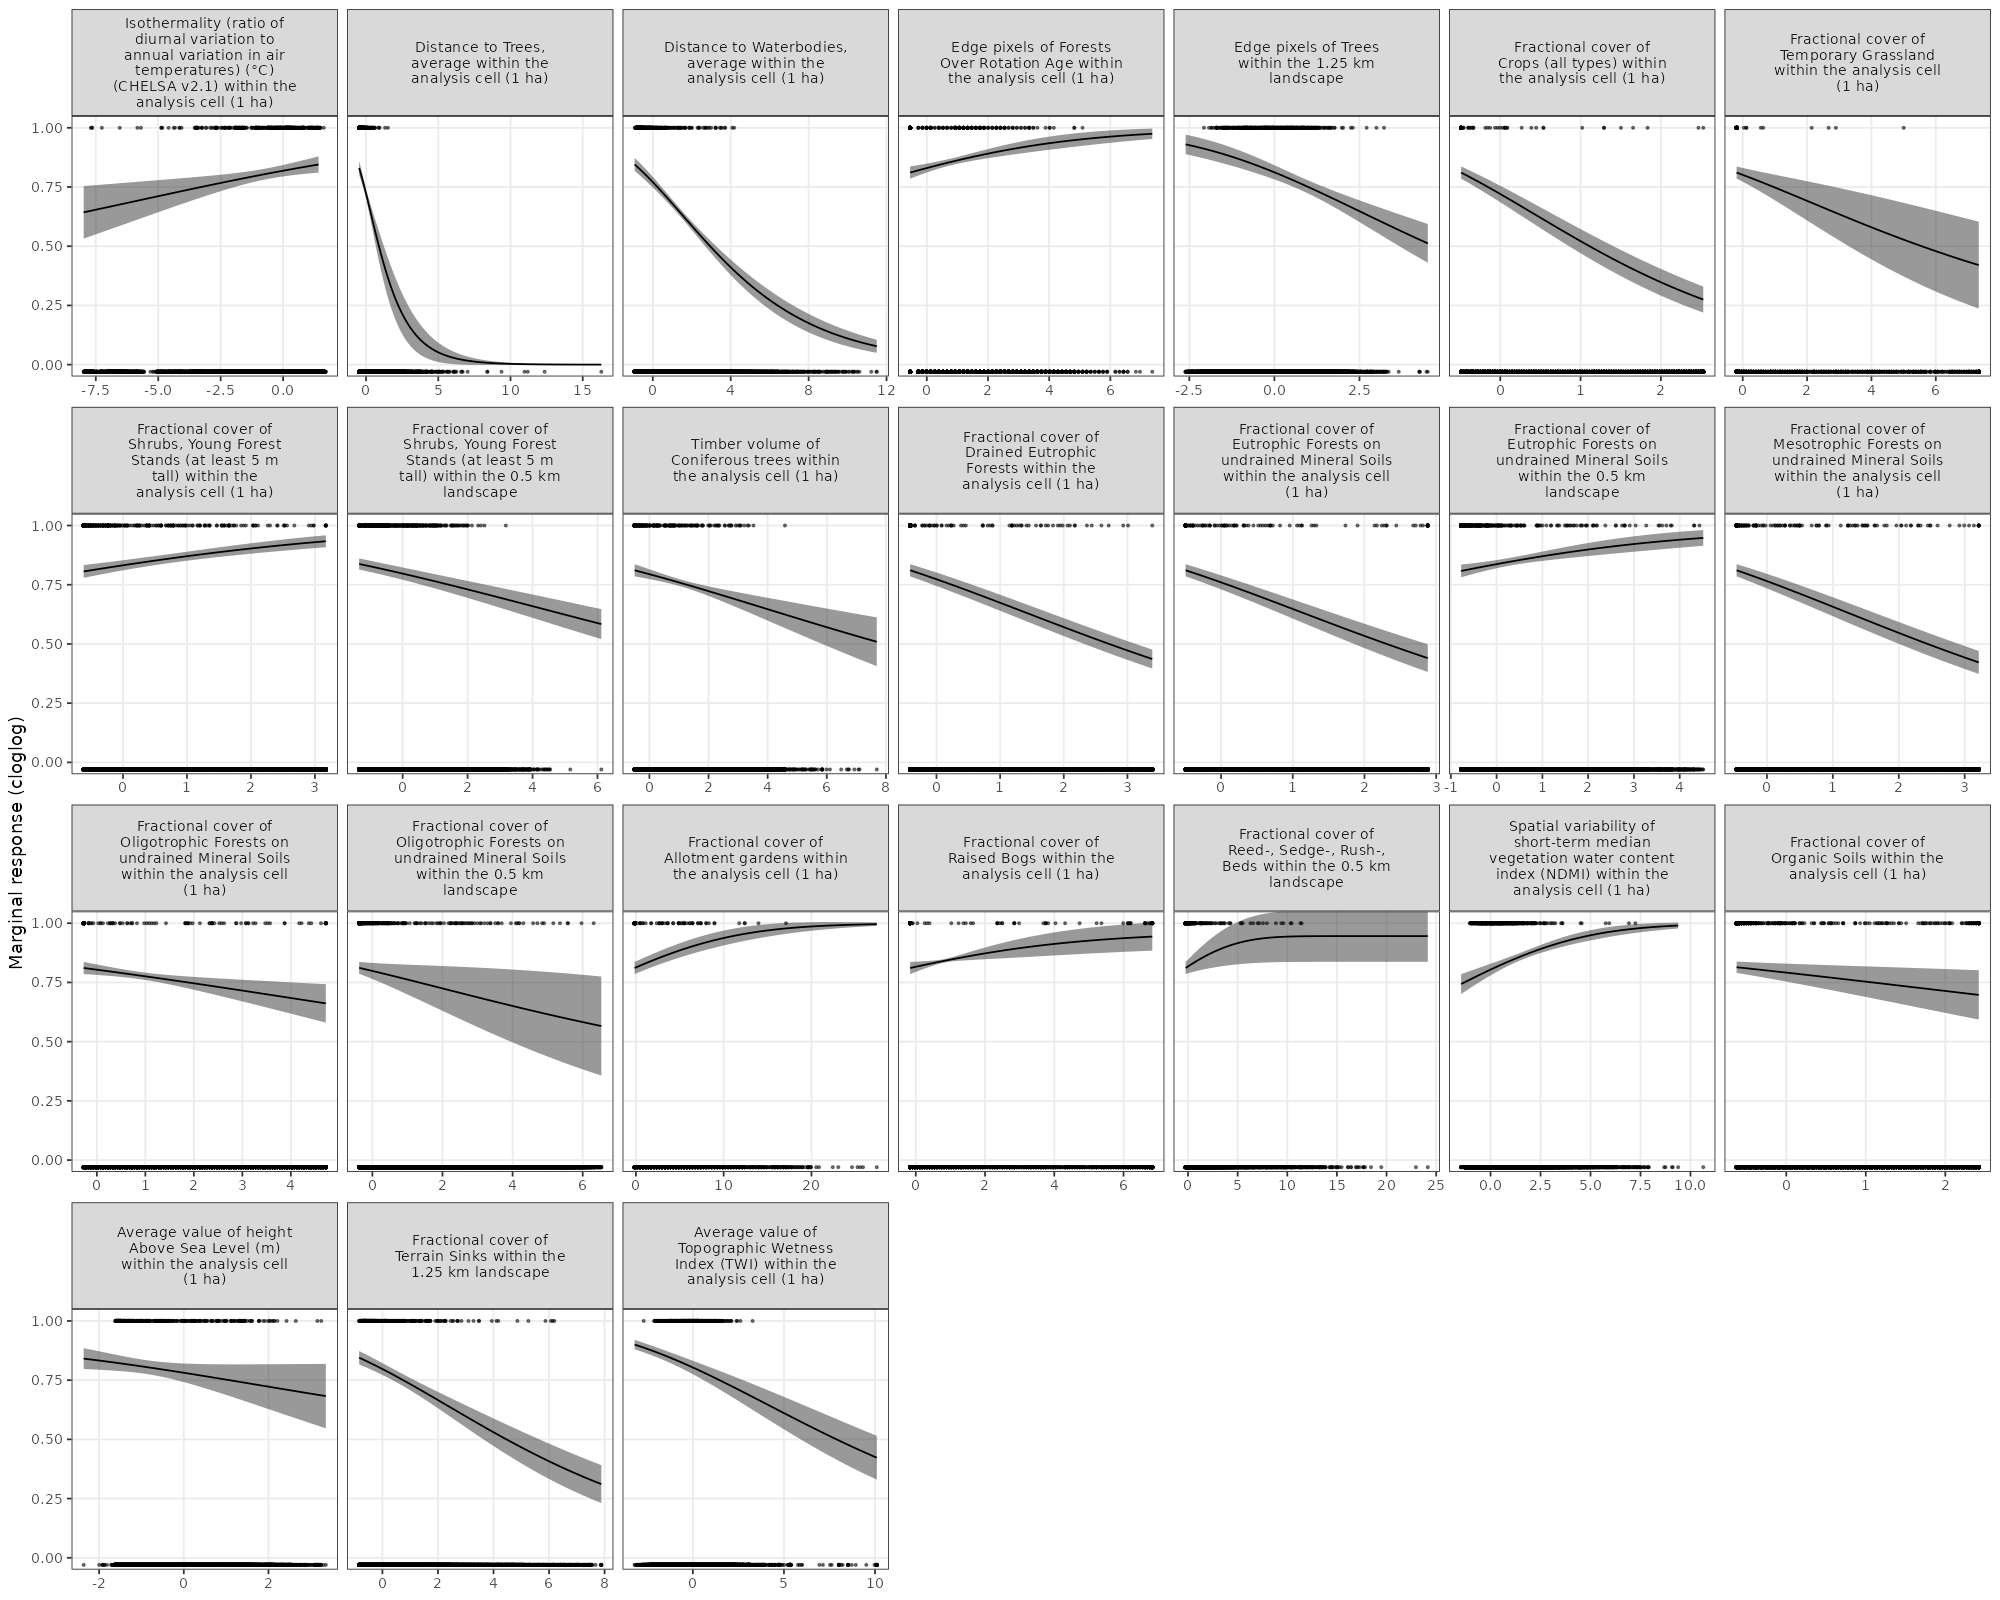 Isothermality (ratio of
diurnal variation to
annual variation in air
temperatures) (°C)
(CHELSA v2.1) within the
analysis cell (1 ha)
Distance to Trees,
average within the
analysis cell (1 ha)
Distance to Waterbodies,
average within the
analysis cell (1 ha)
Edge pixels of Forests
Over Rotation Age within
the analysis cell (1 ha)
Edge pixels of Trees
within the 1.25 km
landscape
Fractional cover of
Crops (all types) within
the analysis cell (1 ha)
Fractional cover of
Temporary Grassland
within the analysis cell
(1 ha)
1.00
0.75
0.50
0.25
0.00
-7.5 -5.0 -2.5 0.0
0 5 10 15
0 4 8 12
0 2 4 6
-2.5 0.0 2.5
0 1 2
0 2 4 6
Fractional cover of
Shrubs, Young Forest
Stands (at least 5 m
tall) within the
analysis cell (1 ha)
Fractional cover of
Shrubs, Young Forest
Stands (at least 5 m
tall) within the 0.5 km
landscape
Timber volume of
Coniferous trees within
the analysis cell (1 ha)
Fractional cover of
Drained Eutrophic
Forests within the
analysis cell (1 ha)
Fractional cover of
Eutrophic Forests on
undrained Mineral Soils
within the analysis cell
(1 ha)
Fractional cover of
Eutrophic Forests on
undrained Mineral Soils
within the 0.5 km
landscape
Fractional cover of
Mesotrophic Forests on
undrained Mineral Soils
within the analysis cell
(1 ha)
1.00
0.75
0.50
0.25
0.00
0 1 2 3
0 2 4 6
0 2 4 6 8
0 1 2 3
0 1 2 3
-1 0 1 2 3 4
0 1 2 3
Marginal response (cloglog)
Fractional cover of
Oligotrophic Forests on
undrained Mineral Soils
within the analysis cell
(1 ha)
Fractional cover of
Oligotrophic Forests on
undrained Mineral Soils
within the 0.5 km
landscape
Fractional cover of
Allotment gardens within
the analysis cell (1 ha)
Fractional cover of
Raised Bogs within the
analysis cell (1 ha)
Fractional cover of
Reed-, Sedge-, Rush-,
Beds within the 0.5 km
landscape
Spatial variability of
short-term median
vegetation water content
index (NDMI) within the
analysis cell (1 ha)
Fractional cover of
Organic Soils within the
analysis cell (1 ha)
1.00
0.75
0.50
0.25
0.00
0 1 2 3 4
0 2 4 6
0 10 20
0 2 4 6
0 5 10 15 20 25
0.0 2.5 5.0 7.5 10.0
0 1 2
Average value of height
Above Sea Level (m)
within the analysis cell
(1 ha)
Fractional cover of
Terrain Sinks within the
1.25 km landscape
Average value of
Topographic Wetness
Index (TWI) within the
analysis cell (1 ha)
1.00
0.75
0.50
0.25
0.00
-2 0 2
0 2 4 6 8
0 5 10